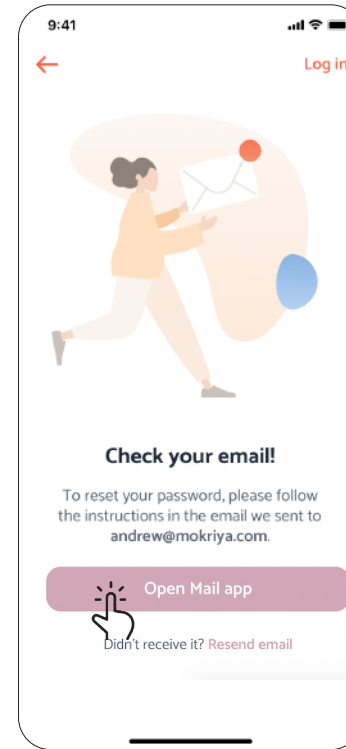 9:41
Log in
Check your email!
To reset your password, please follow
the instructions in the email we sent to
andrew@mokriya.com.
Open Mail app
Didn't receive it? Resend email